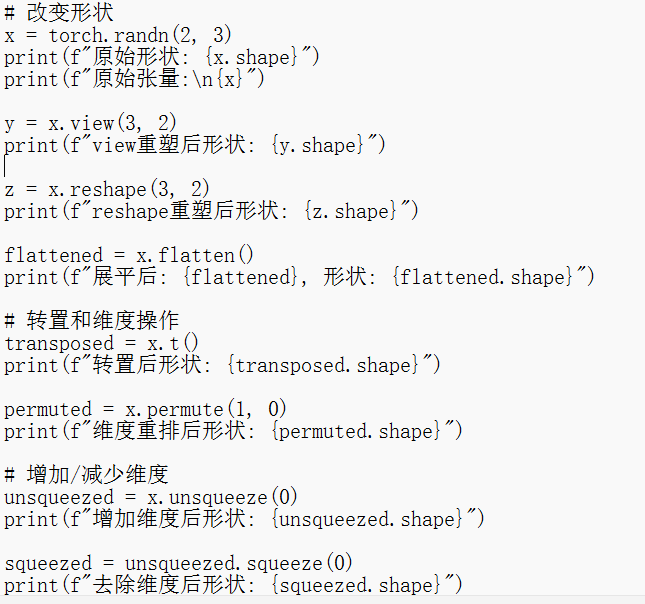 # 改变形状
x = torch.randn(2, 3)
print(f"原始形状: {x.shape}")
print(f"原始张量:\n{x}")
y = x.view(3, 2)
print(f"view重塑后形状: {y.shape}")
z = x.reshape(3, 2)
print(f"reshape重塑后形状: {z.shape}")
flattened = x.flatten()
print(f"展平后: {flattened}, 形状: {flattened.shape}")
# 转置和维度操作
transposed = x.t()
print(f"转置后形状: {transposed.shape}")
permuted = x.permute(1, 0)
print(f"维度重排后形状: {permuted.shape}")
# 增加/减少维度
unsqueezed = x.unsqueeze(0)
print(f"增加维度后形状: {unsqueezed.shape}")
squeezed = unsqueezed.squeeze(0)
print(f"去除维度后形状: {squeezed.shape}")